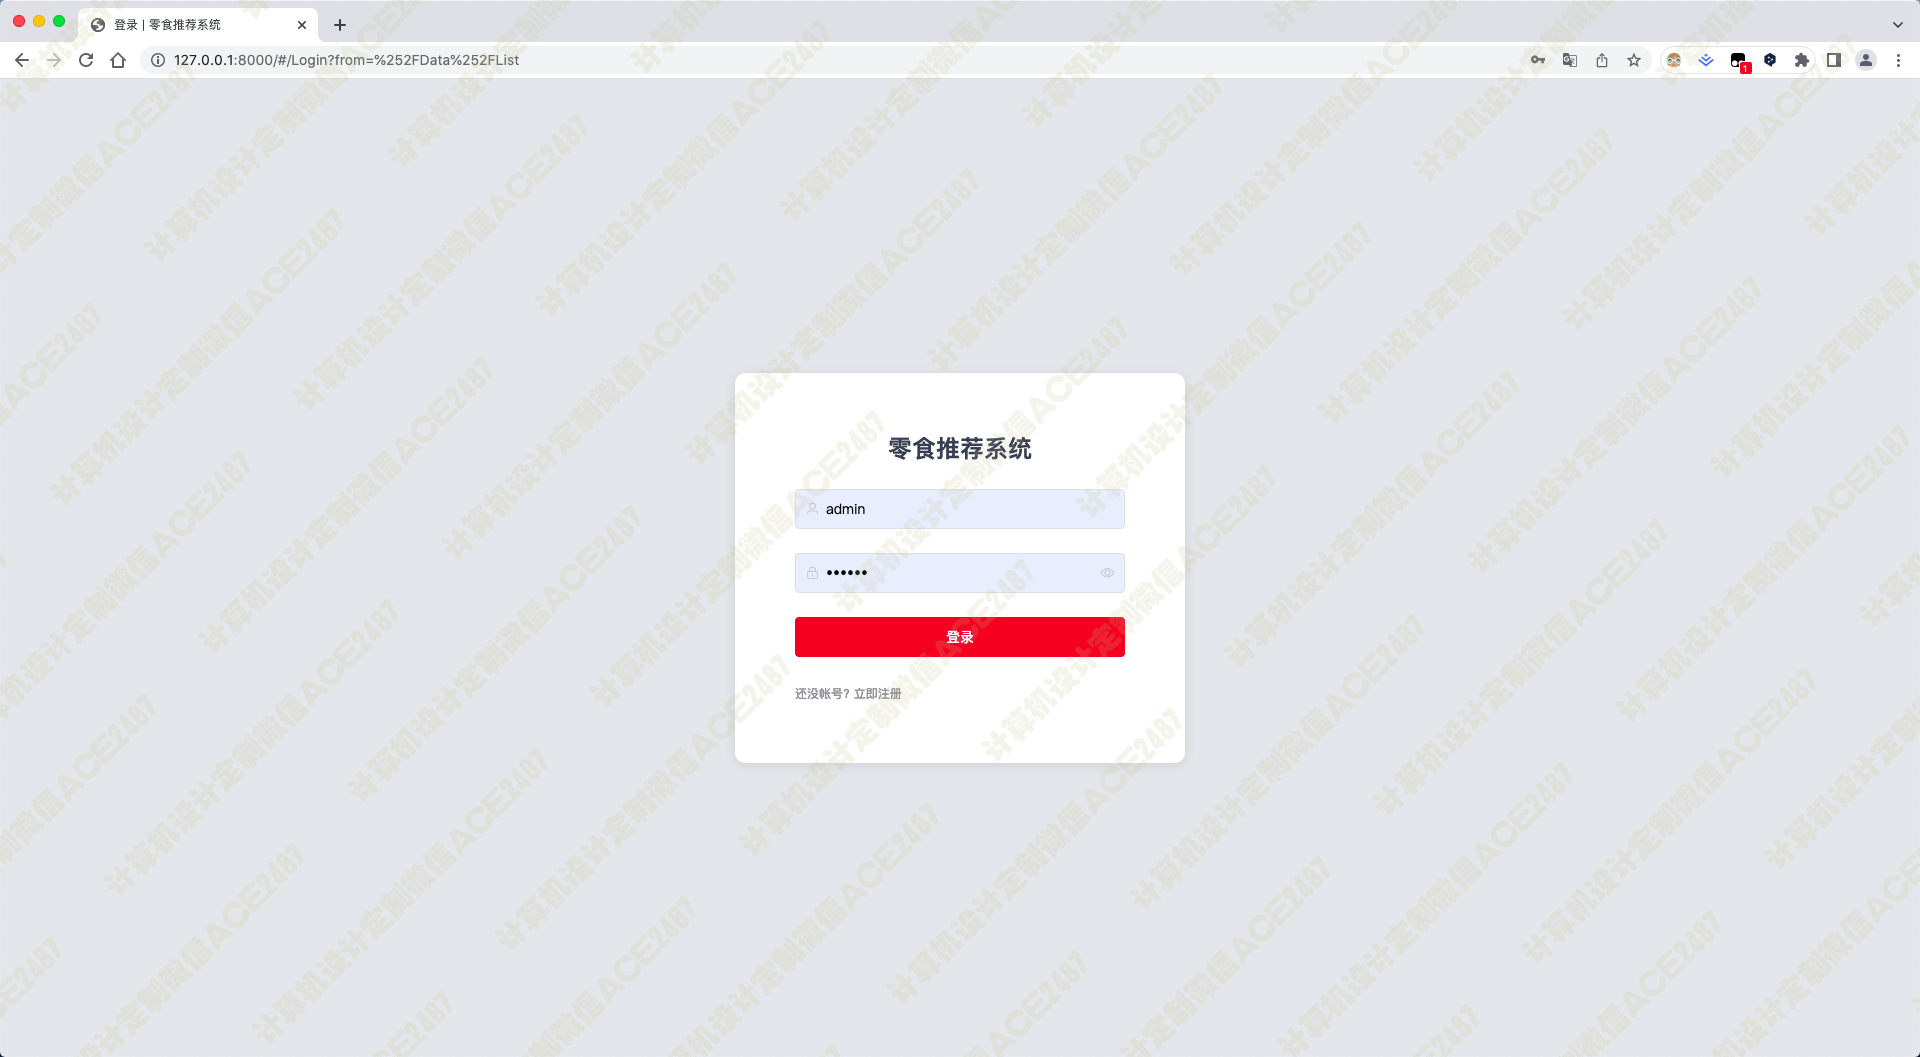 登录 | 零食推荐系统
127.0.0.1:8000/#/Login?from=%252FData%252FList
1
零食推荐系统
admin
••••••
登录
还没帐号? 立即注册
计算机设计定制微信ACE2487